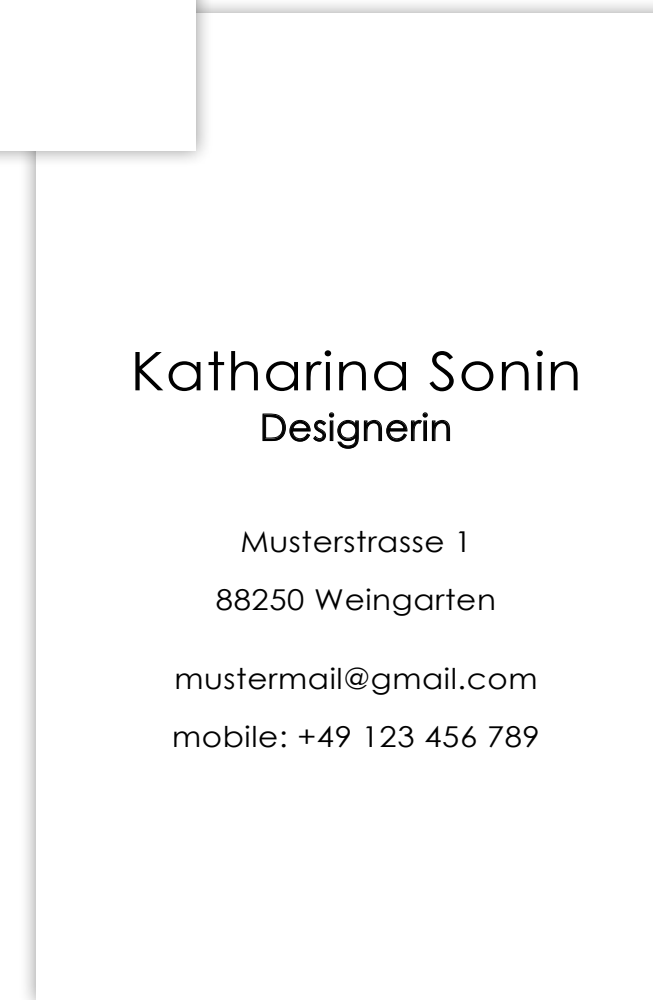 Katharina Sonin
Designerin
Musterstrasse 1
88250 Weingarten
mustermail@gmail.com
mobile: +49 123 456 789